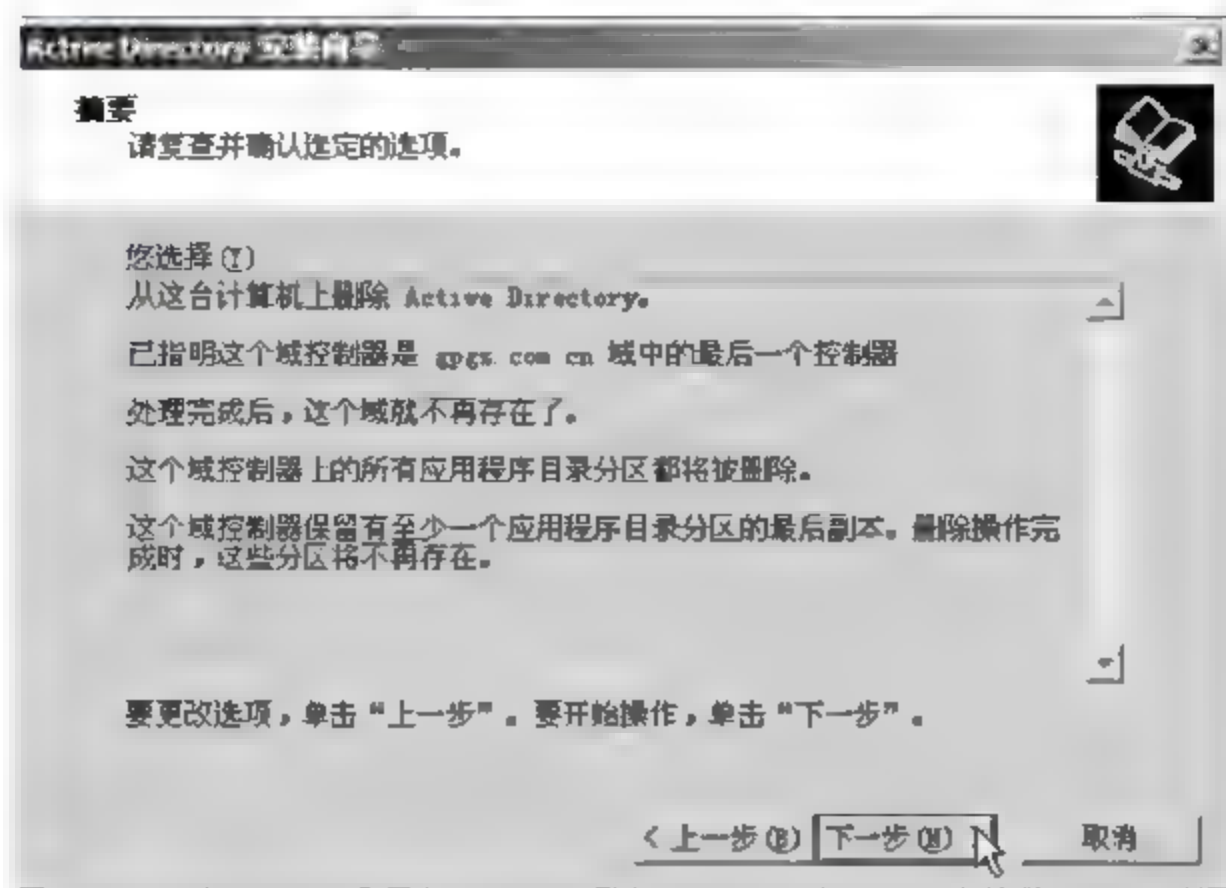 Active Directory 安装向导
摘要
请复查并确认选定的选项。
您选择(Y)
从这台计算机上删除 Active Directory。
已指明这个域控制器是 com cn 域中的最后一个控制器
处理完成后，这个域就不再存在了。
这个域控制器上的所有应用程序目录分区都将被删除。
这个域控制器保留有至少一个应用程序目录分区的最后副本。删除操作完
成时，这些分区将不再存在。
要更改选项，单击“上一步”。要开始操作，单击“下一步”。
< 上一步(B)
下一步(N)
取消